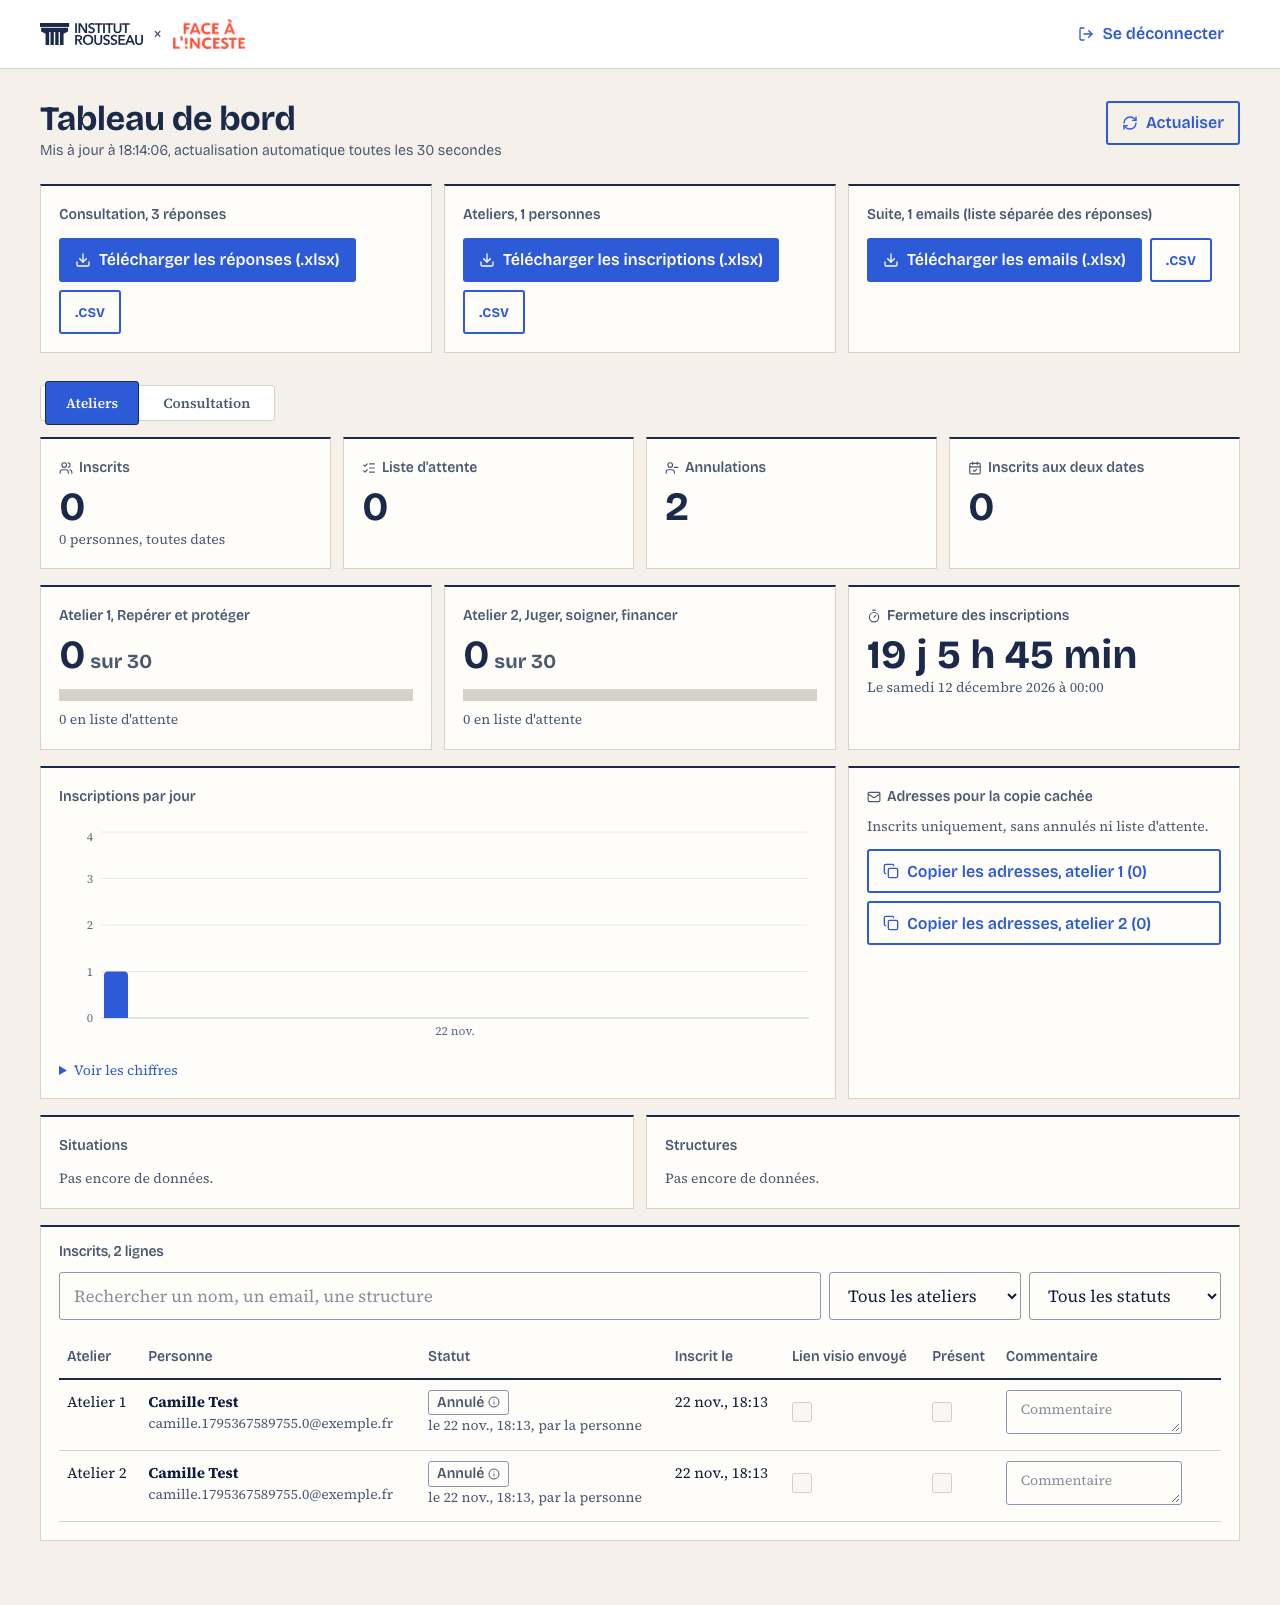 INSTITUT ROUSSEAU × FACE À L'INCESTE
Se déconnecter
Tableau de bord
Actualiser
Mis à jour à 18:14:06, actualisation automatique toutes les 30 secondes
Consultation, 3 réponses
Télécharger les réponses (.xlsx)
.csv
Ateliers, 1 personnes
Télécharger les inscriptions (.xlsx)
.csv
Suite, 1 emails (liste séparée des réponses)
Télécharger les emails (.xlsx)
.csv
Ateliers
Consultation
Inscrits
0
0 personnes, toutes dates
Liste d'attente
0
Annulations
2
Inscrits aux deux dates
0
Atelier 1, Repérer et protéger
0 sur 30
0 en liste d'attente
Atelier 2, Juger, soigner, financer
0 sur 30
0 en liste d'attente
Fermeture des inscriptions
19 j 5 h 45 min
Le samedi 12 décembre 2026 à 00:00
Inscriptions par jour
4
3
2
1
0
22 nov.
Voir les chiffres
Adresses pour la copie cachée
Inscrits uniquement, sans annulés ni liste d'attente.
Copier les adresses, atelier 1 (0)
Copier les adresses, atelier 2 (0)
Situations
Pas encore de données.
Structures
Pas encore de données.
Inscrits, 2 lignes
Rechercher un nom, un email, une structure
Tous les ateliers
Tous les statuts
Atelier Personne Statut Inscrit le Lien visio envoyé Présent Commentaire
Atelier 1 Camille Test Annulé 22 nov., 18:13 Commentaire
camille.1795367589755.0@exemple.fr le 22 nov., 18:13, par la personne
Atelier 2 Camille Test Annulé 22 nov., 18:13 Commentaire
camille.1795367589755.0@exemple.fr le 22 nov., 18:13, par la personne